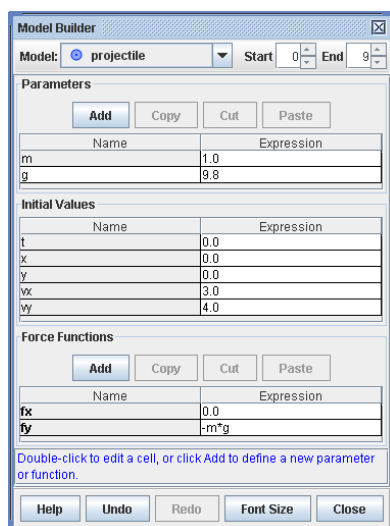 Model Builder
Model: projectile Start 0 End 9
Parameters
Add Copy Cut Paste
Name Expression
m 1.0
g 9.8
Initial Values
Name Expression
t 0.0
x 0.0
y 0.0
vx 3.0
vy 4.0
Force Functions
Add Copy Cut Paste
Name Expression
fx 0.0
fy -m*g
Double-click to edit a cell, or click Add to define a new parameter
or function.
Help Undo Redo Font Size Close